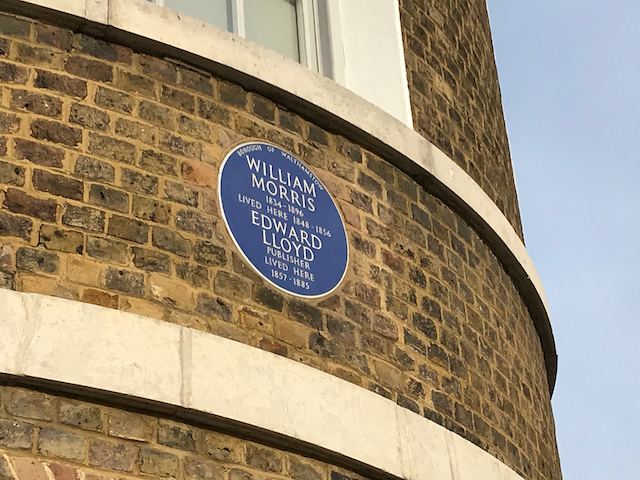 BOROUGH OF WALTHAMSTOW
WILLIAM
MORRIS
1834-1896
LIVED HERE 1848-1856
EDWARD
LLOYD
PUBLISHER
LIVED HERE
1857-1885